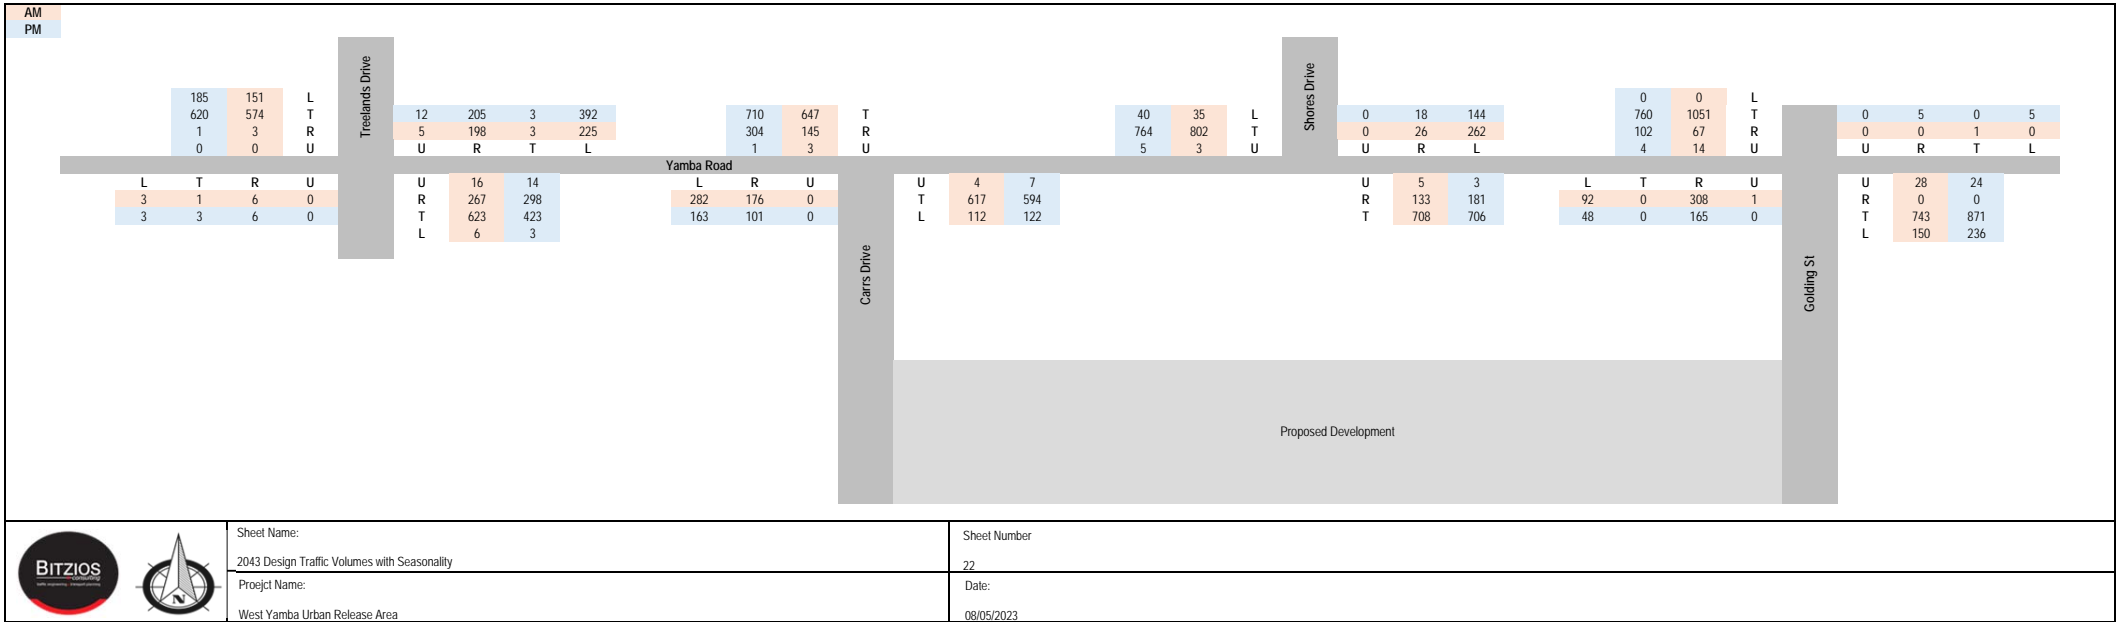 AM
PM
Treelands Drive
185 151 L
620 574 T
1 3 R
0 0 U
12 205 3 392
5 198 3 225
U R T L
710 647 T
304 145 R
1 3 U
40 35 L
764 802 T
5 3 U
Shores Drive
0 18 144
0 26 262
U R L
0 0 L
760 1051 T
102 67 R
4 14 U
0 5 0 5
0 0 1 0
U R T L
Yamba Road
L T R U
3 1 6 0
3 3 6 0
U 16 14
R 267 298
T 623 423
L 6 3
L R U
282 176 0
163 101 0
Carrs Drive
U 4 7
T 617 594
L 112 122
U 5 3
R 133 181
T 708 706
L T R U
92 0 308 1
48 0 165 0
Golding St
U 28 24
R 0 0
T 743 871
L 150 236
Proposed Development
BITZIOS
consulting
N
Sheet Name:
2043 Design Traffic Volumes with Seasonality
Proejct Name:
West Yamba Urban Release Area
Sheet Number
22
Date:
08/05/2023